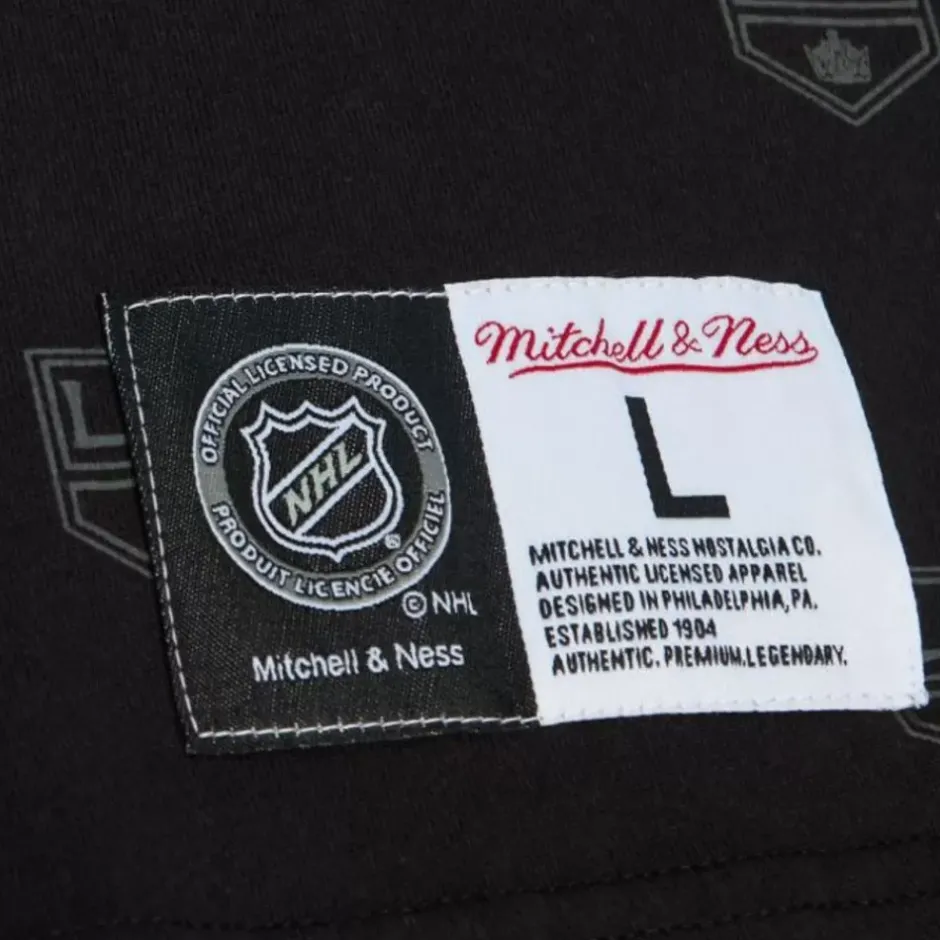 OFFICIAL LICENSED PRODUCT
NHL
®
PRODUIT LICENCIE OFFICIEL
© NHL
Mitchell & Ness
Mitchell & Ness
L
MITCHELL & NESS NOSTALGIA CO.
AUTHENTIC LICENSED APPAREL
DESIGNED IN PHILADELPHIA, PA.
ESTABLISHED 1904
AUTHENTIC. PREMIUM. LEGENDARY.